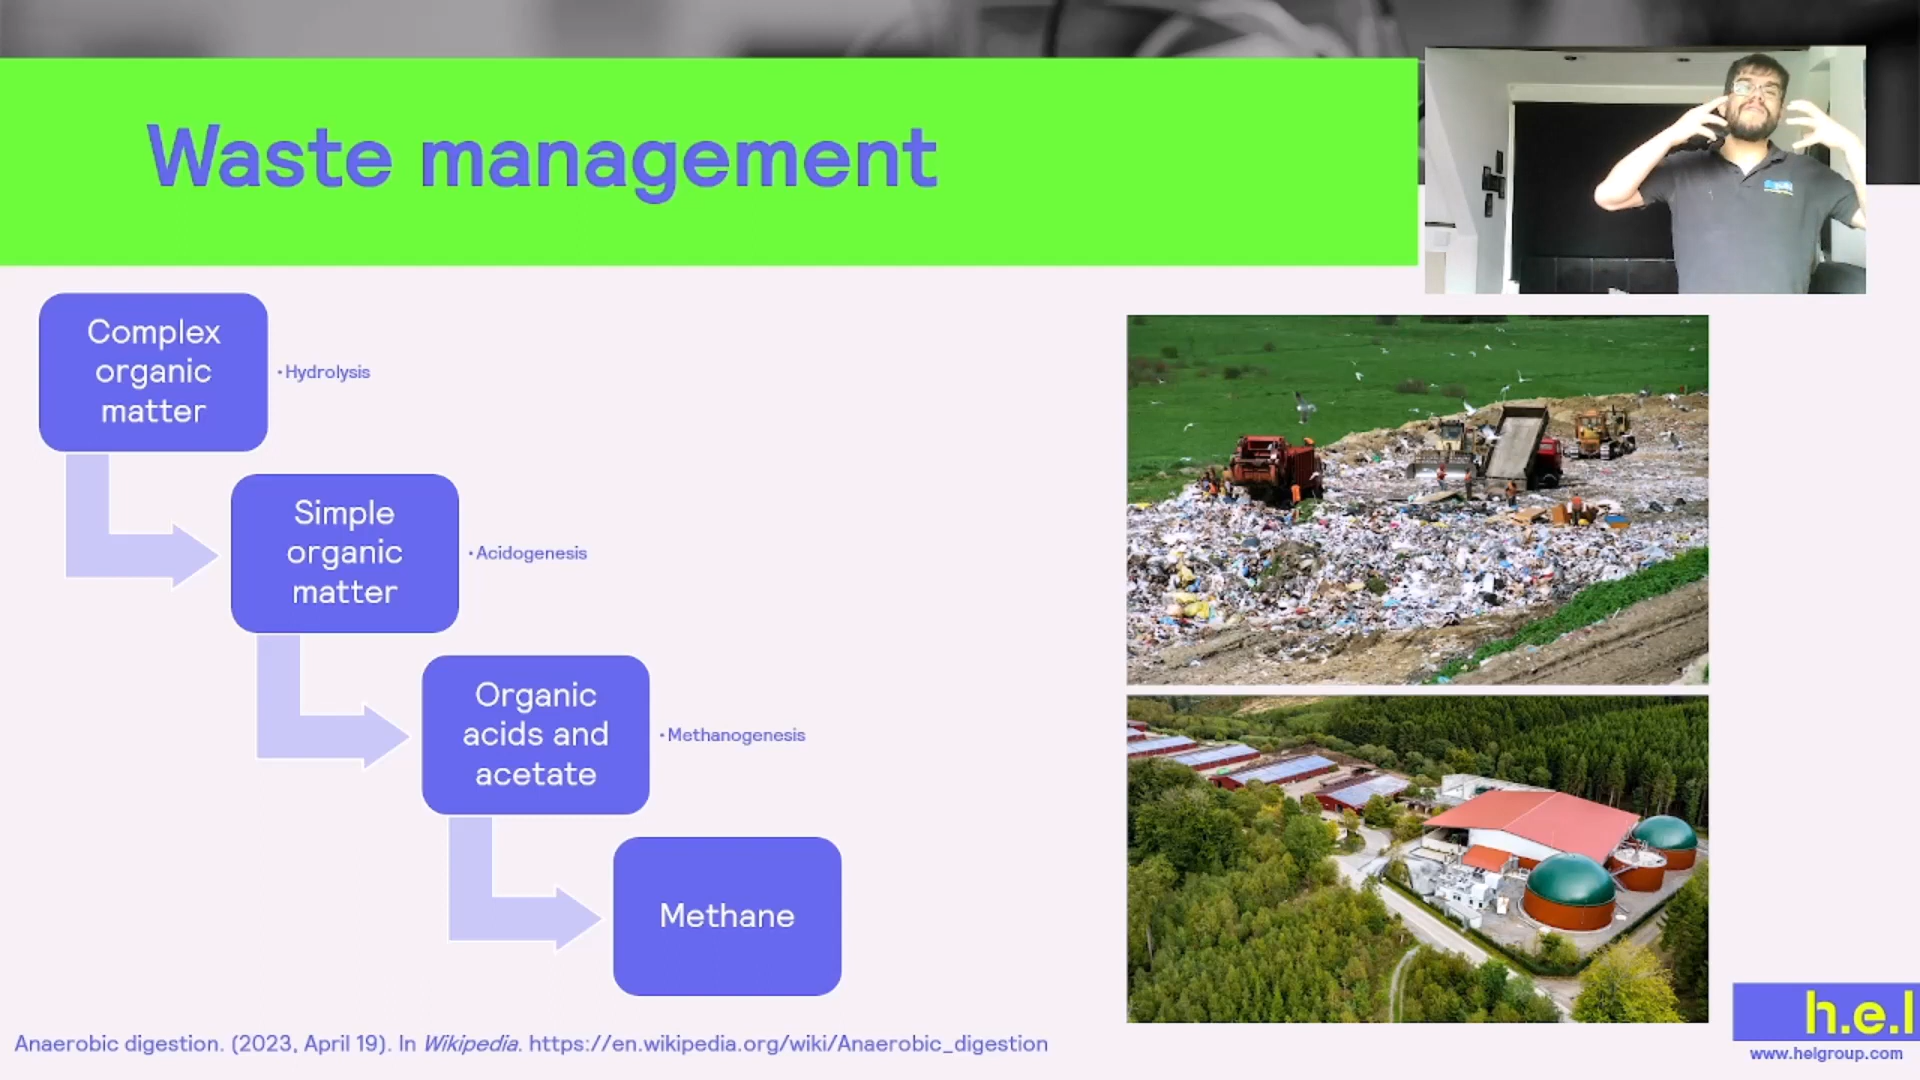 Waste management
Complex
organic
matter
• Hydrolysis
Simple
organic
matter
• Acidogenesis
Organic
acids and
acetate
• Methanogenesis
Methane
Anaerobic digestion. (2023, April 19). In Wikipedia. https://en.wikipedia.org/wiki/Anaerobic_digestion
h.e.l
www.helgroup.com